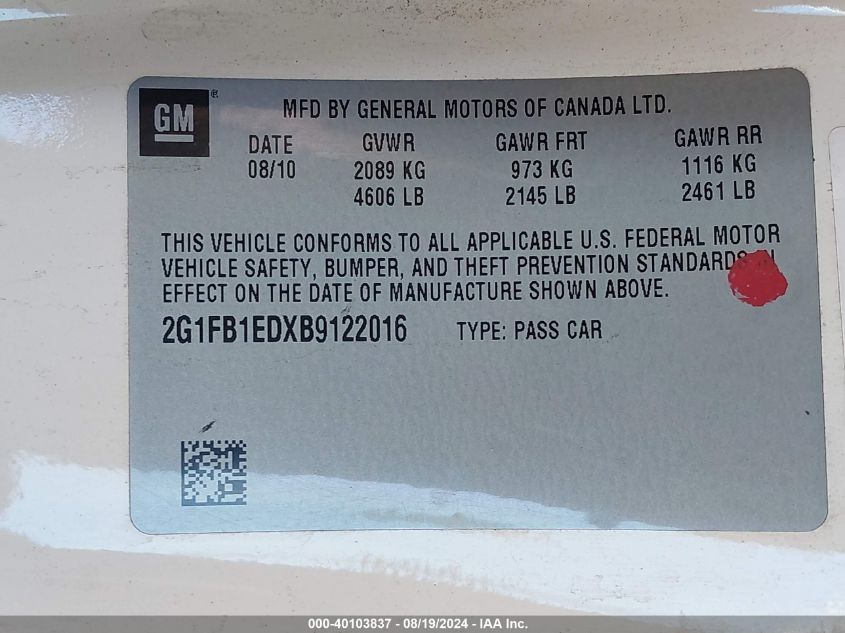 GM ®
MFD BY GENERAL MOTORS OF CANADA LTD.
DATE GVWR GAWR FRT GAWR RR
08/10 2089 KG 973 KG 1116 KG
4606 LB 2145 LB 2461 LB
THIS VEHICLE CONFORMS TO ALL APPLICABLE U.S. FEDERAL MOTOR
VEHICLE SAFETY, BUMPER, AND THEFT PREVENTION STANDARDS IN
EFFECT ON THE DATE OF MANUFACTURE SHOWN ABOVE.
2G1FB1EDXB9122016 TYPE: PASS CAR
000-40103837 - 08/19/2024 - IAA Inc.